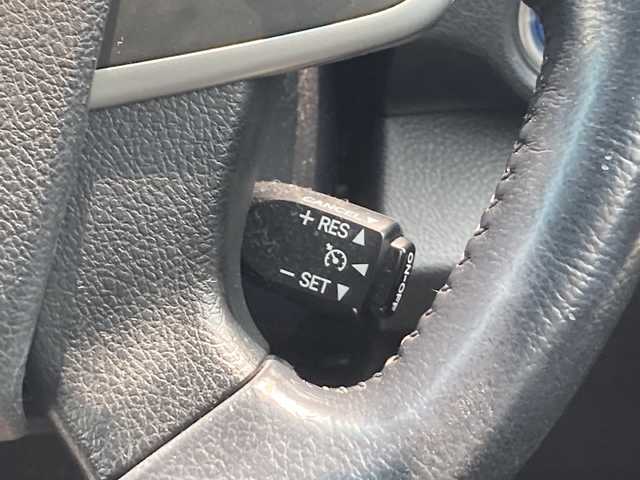 CANCEL
+ RES
- SET
ON•OFF